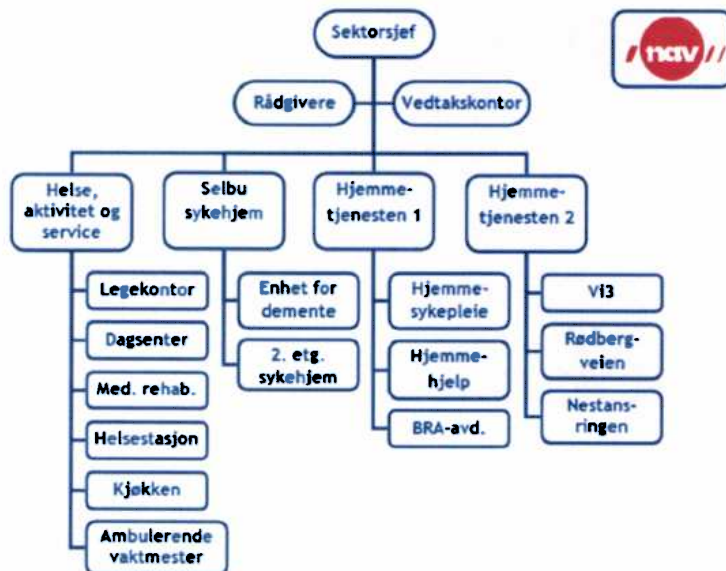 Sektorsjef
nav
Rådgivere
Vedtakskontor
Helse,
aktivitet og
service
Selbu
sykehjem
Hjemme-
tjenesten 1
Hjemme-
tjenesten 2
Legekontor
Dagsenter
Med. rehab.
Helsestasjon
Kjøkken
Ambulerende
vaktmester
Enhet for
demente
2. etg.
sykehjem
Hjemme-
sykepleie
Hjemme-
hjelp
BRA-avd.
Vi3
Rødberg-
veien
Nestans-
ringen